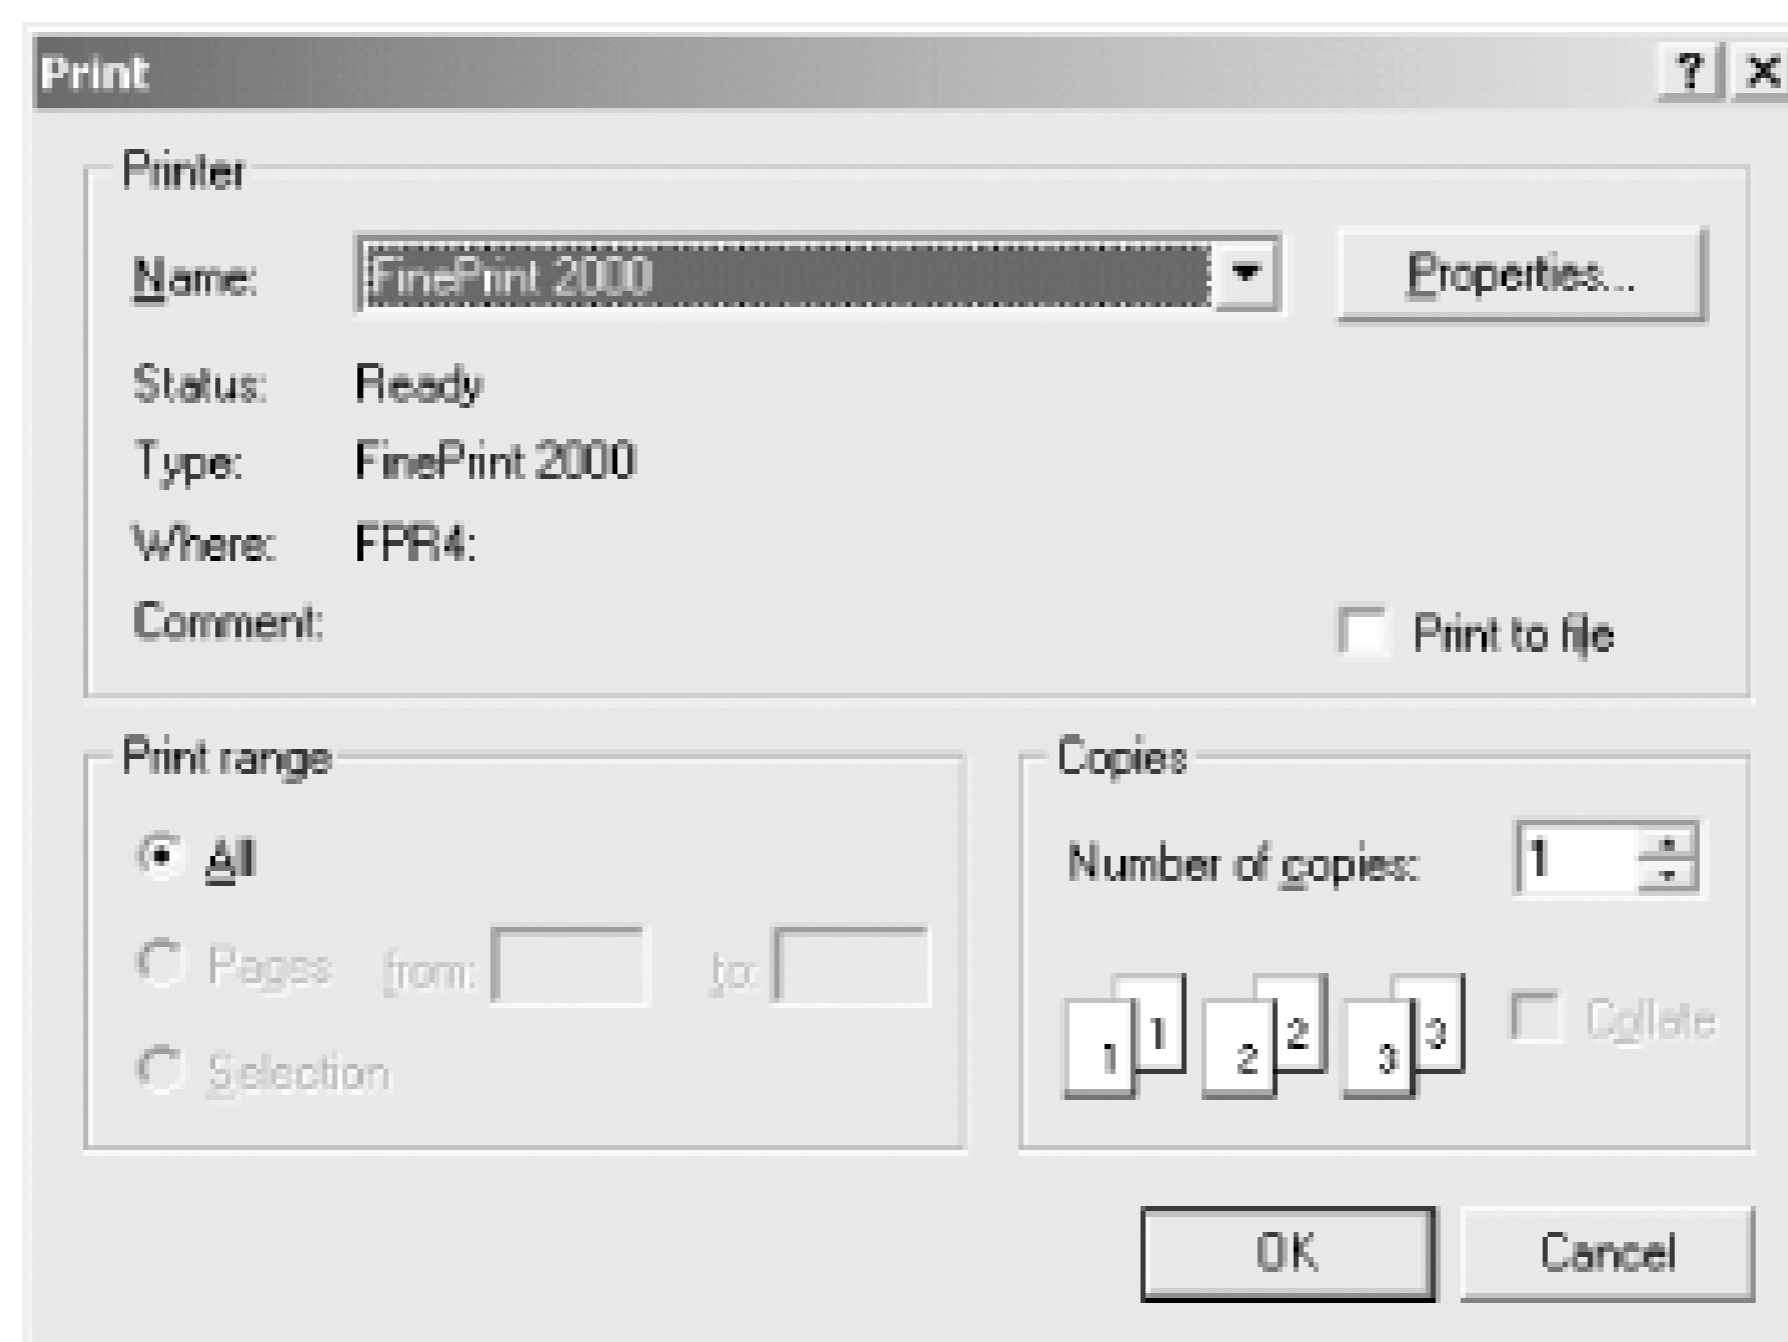 Print ? ×
Printer
Name: FinePrint 2000 Properties...
Status: Ready
Type: FinePrint 2000
Where: FPR4:
Comment:
Print to file
Print range
All
Pages from: to:
Selection
Copies
Number of copies: 1
1 1 2 2 3 3 Collate
OK Cancel